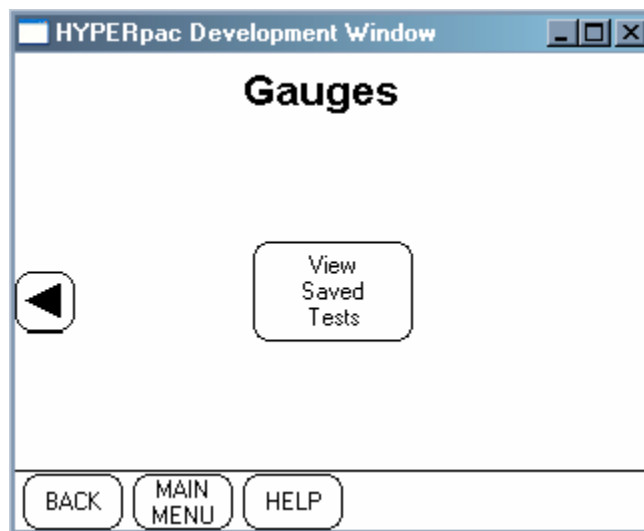 HYPERpac Development Window
Gauges
View
Saved
Tests
BACK
MAIN
MENU
HELP